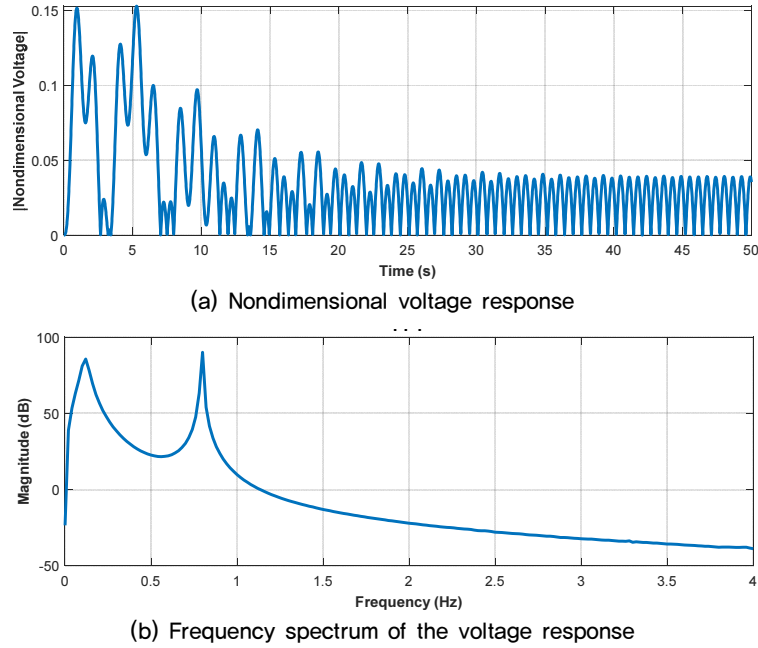 |Nondimensional Voltage|
0.15
0.1
0.05
0
0 5 10 15 20 25 30 35 40 45 50
Time (s)
(a) Nondimensional voltage response
. . .
Magnitude (dB)
100
50
0
-50
0 0.5 1 1.5 2 2.5 3 3.5 4
Frequency (Hz)
(b) Frequency spectrum of the voltage response